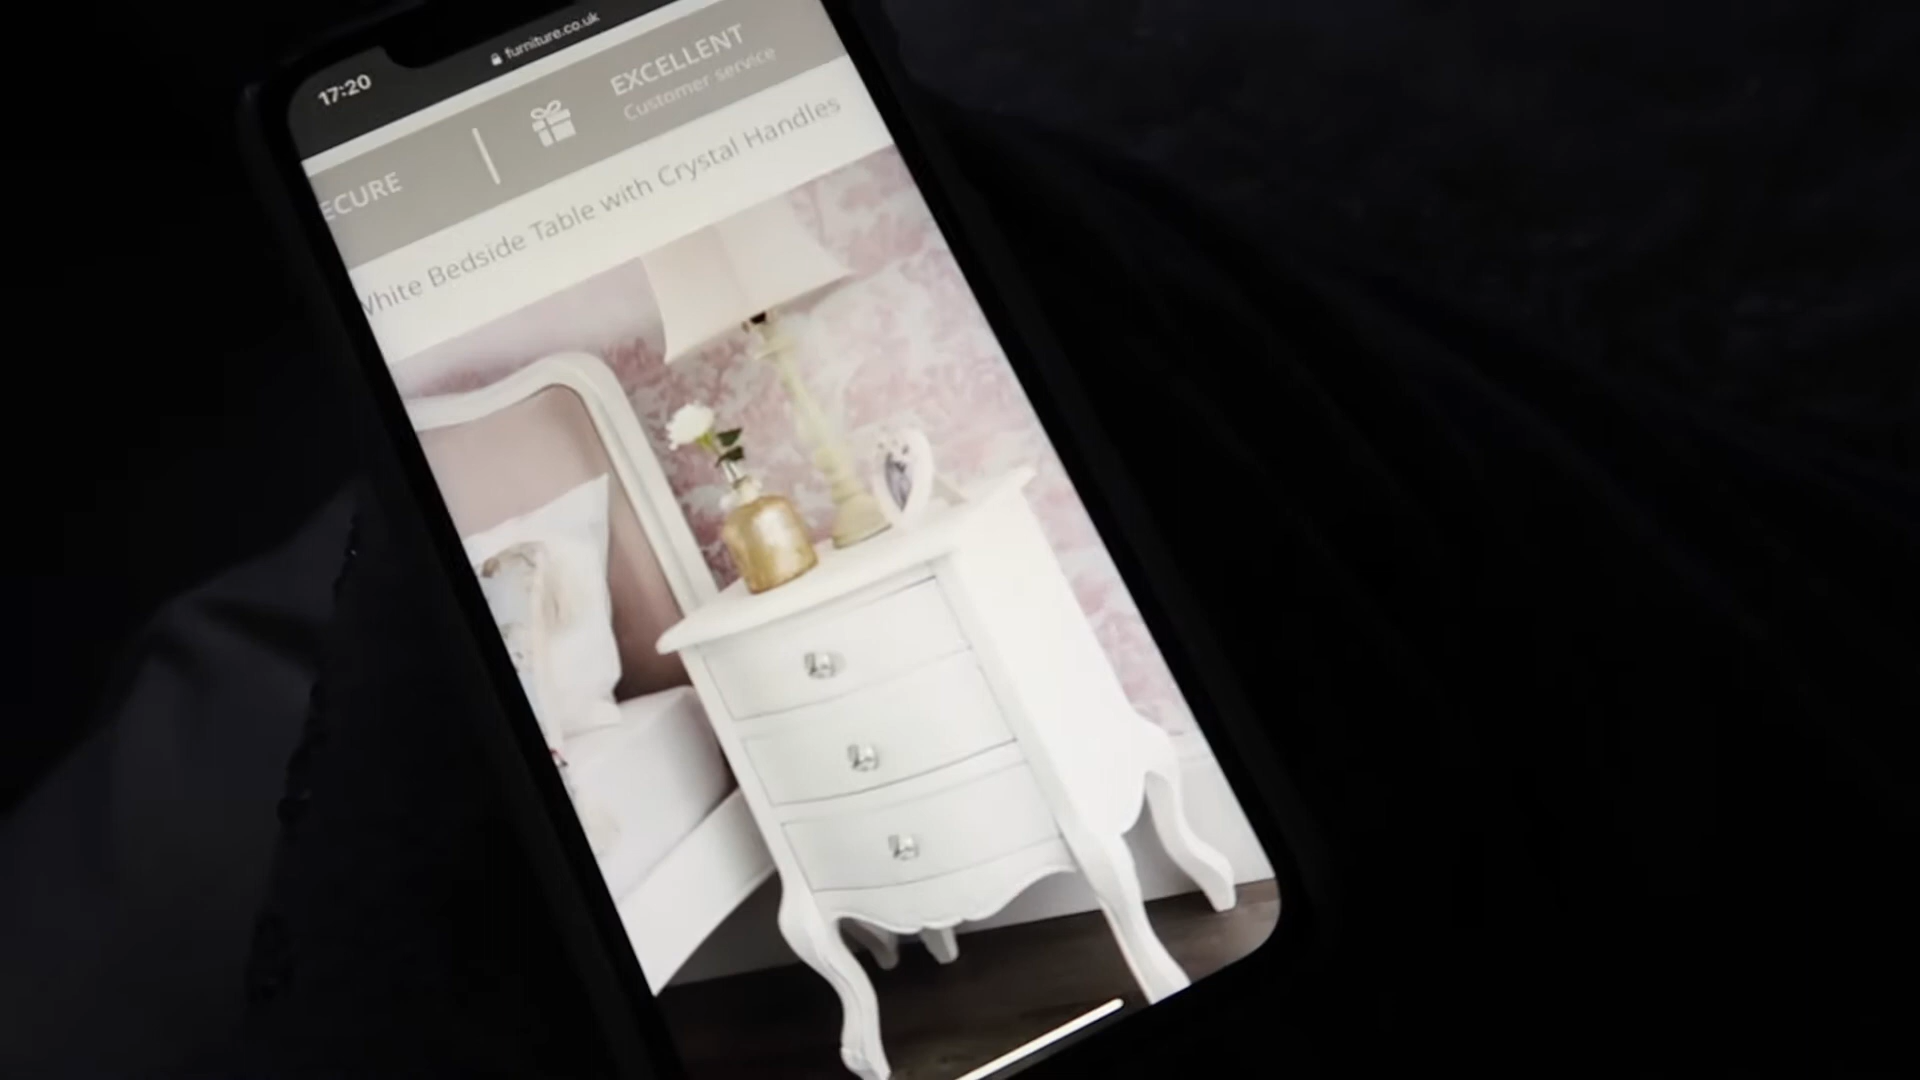 17:20
furniture.co.uk
ECURE
EXCELLENT
Customer service
White Bedside Table with Crystal Handles